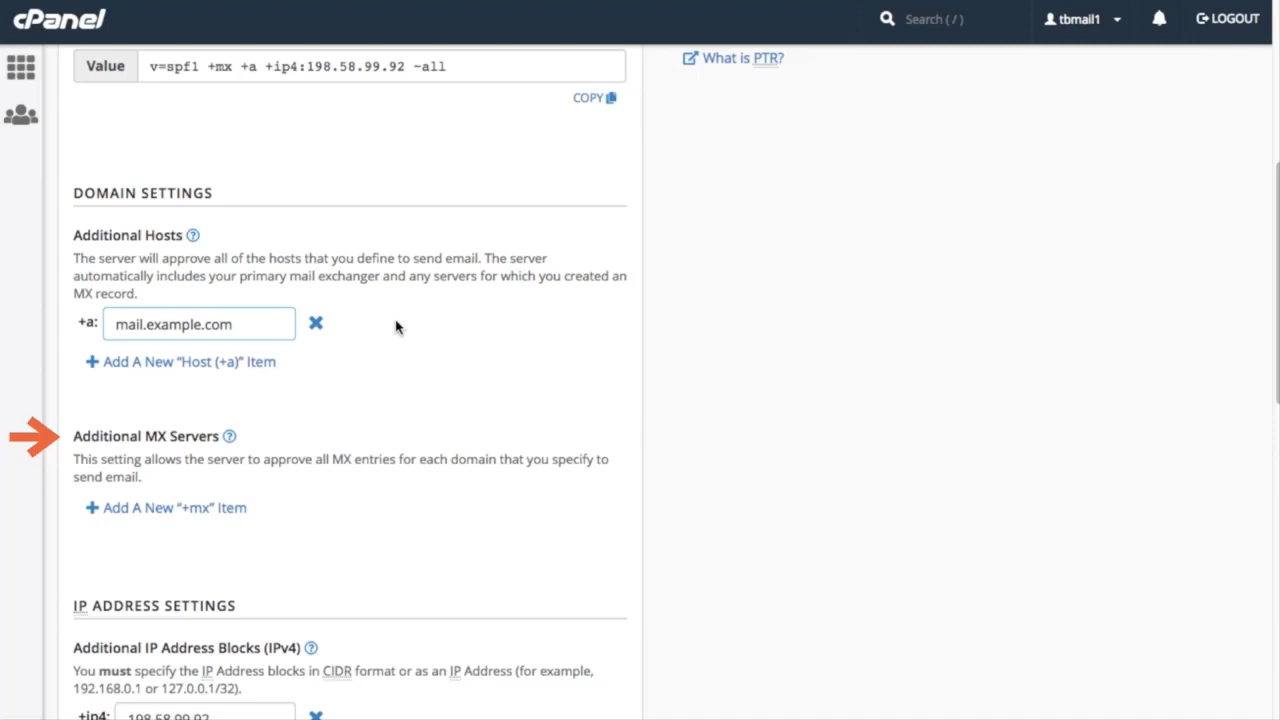 cPanel
Search ( / )
tbmail1
LOGOUT
Value
v=spf1 +mx +a +ip4:198.58.99.92 ~all
What is PTR?
COPY
DOMAIN SETTINGS
Additional Hosts
The server will approve all of the hosts that you define to send email. The server
automatically includes your primary mail exchanger and any servers for which you created an
MX record.
+a:
mail.example.com
Add A New "Host (+a)" Item
Additional MX Servers
This setting allows the server to approve all MX entries for each domain that you specify to
send email.
Add A New "+mx" Item
IP ADDRESS SETTINGS
Additional IP Address Blocks (IPv4)
You must specify the IP Address blocks in CIDR format or as an IP Address (for example,
192.168.0.1 or 127.0.0.1/32).
+ip4:
198.58.99.92